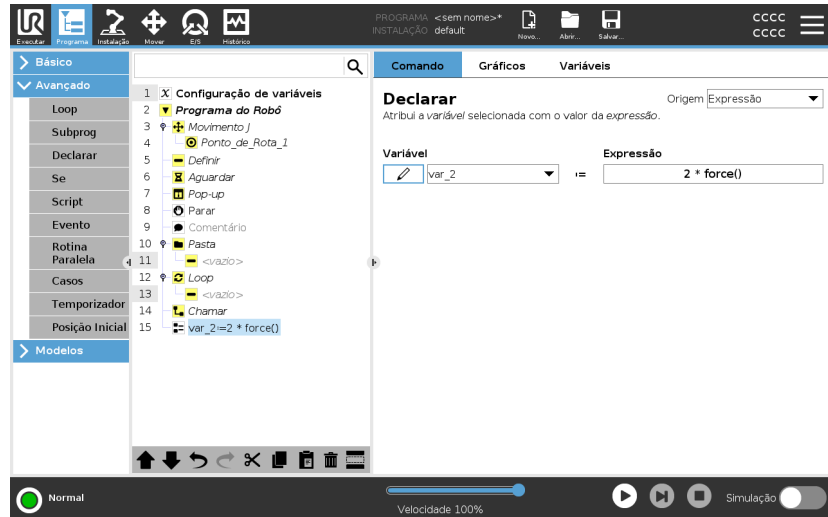 UR
Executar Programa Instalação Mover E/S Histórico
PROGRAMA <sem nome>*
INSTALAÇÃO default
Novo... Abrir... Salvar...
cccc
cccc
Básico
Avançado
Loop
Subprog
Declarar
Se
Script
Evento
Rotina
Paralela
Casos
Temporizador
Posição Inicial
Modelos
1 X Configuração de variáveis
2 Programa do Robô
3 Movimento J
4 Ponto_de_Rota_1
5 Definir
6 Aguardar
7 Pop-up
8 Parar
9 Comentário
10 Pasta
11 <vazio>
12 Loop
13 <vazio>
14 Chamar
15 var_2≔2 * force()
Comando Gráficos Variáveis
Declarar
Origem Expressão
Atribui a variável selecionada com o valor da expressão.
Variável Expressão
var_2 ≔ 2 * force()
Normal
Velocidade 100%
Simulação